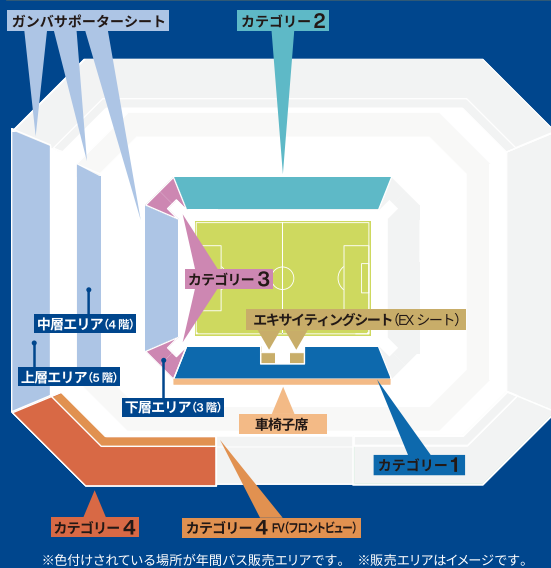 ガンバサポーターシート
カテゴリー2
カテゴリー3
エキサイティングシート(EXシート)
中層エリア(4階)
上層エリア(5階)
下層エリア(3階)
車椅子席
カテゴリー1
カテゴリー4
カテゴリー4 FV(フロントビュー)
※色付けされている場所が年間パス販売エリアです。 ※販売エリアはイメージです。